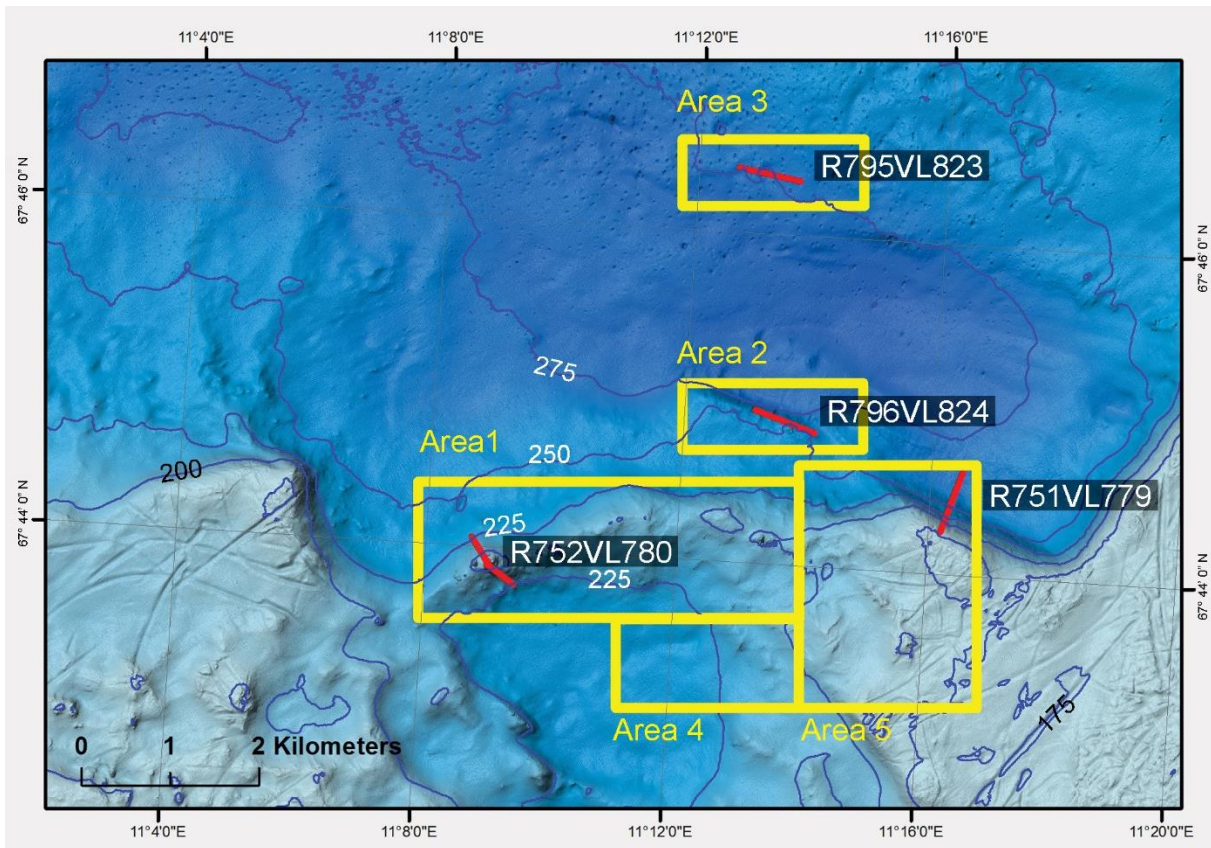 11°4'0"E 11°8'0"E 11°12'0"E 11°16'0"E
Area 3
R795VL823
67° 46' 0" N
67° 46' 0" N
Area 2
275
R796VL824
Area1
250
200
R751VL779
67° 44' 0" N
225
R752VL780
225
67° 44' 0" N
175
Area 4
Area 5
0 1 2 Kilometers
11°4'0"E 11°8'0"E 11°12'0"E 11°16'0"E 11°20'0"E